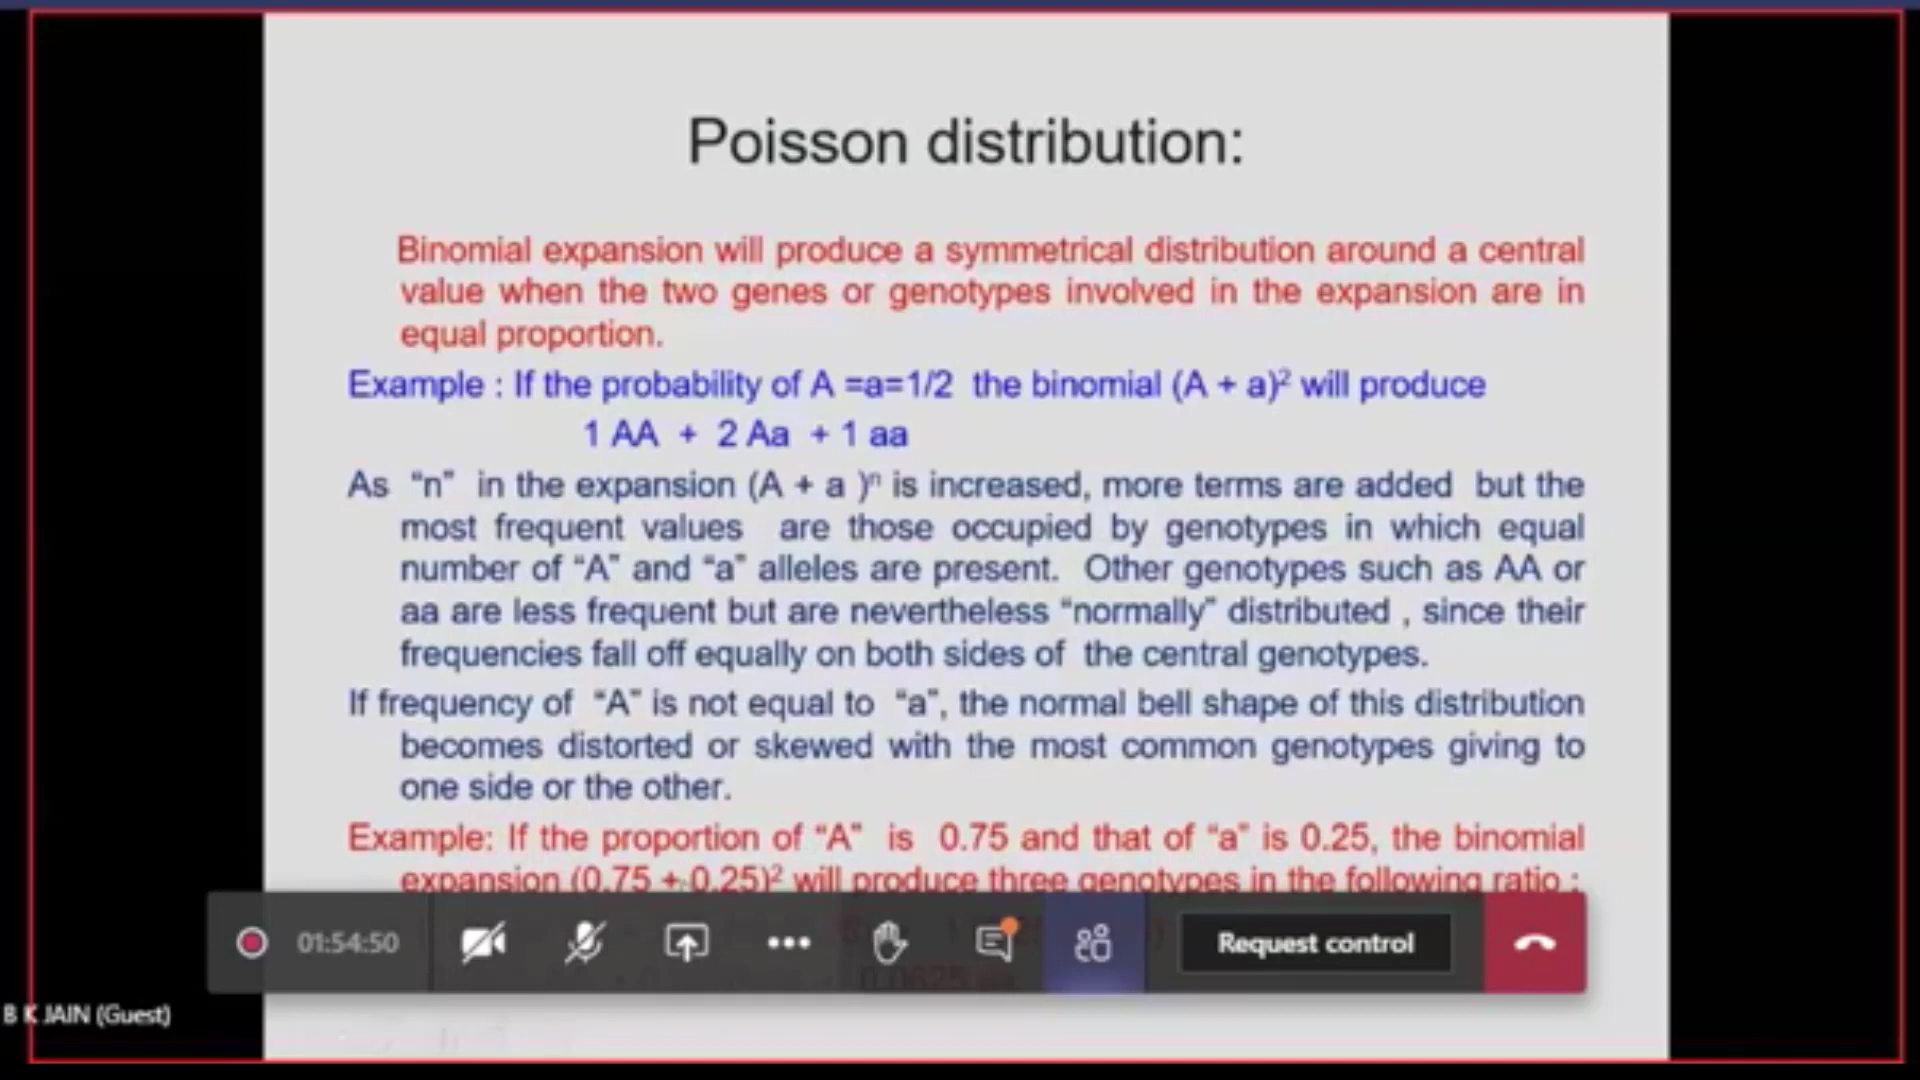 Poisson distribution:
Binomial expansion will produce a symmetrical distribution around a central
value when the two genes or genotypes involved in the expansion are in
equal proportion.
Example : If the probability of A =a=1/2 the binomial (A + a)² will produce
1 AA + 2 Aa + 1 aa
As “n” in the expansion (A + a )ⁿ is increased, more terms are added but the
most frequent values are those occupied by genotypes in which equal
number of “A” and “a” alleles are present. Other genotypes such as AA or
aa are less frequent but are nevertheless “normally” distributed , since their
frequencies fall off equally on both sides of the central genotypes.
If frequency of “A” is not equal to “a”, the normal bell shape of this distribution
becomes distorted or skewed with the most common genotypes giving to
one side or the other.
Example: If the proportion of “A” is 0.75 and that of “a” is 0.25, the binomial
expansion (0.75 + 0.25)² will produce three genotypes in the following ratio :
01:54:50
Request control
0.0625
B K JAIN (Guest)